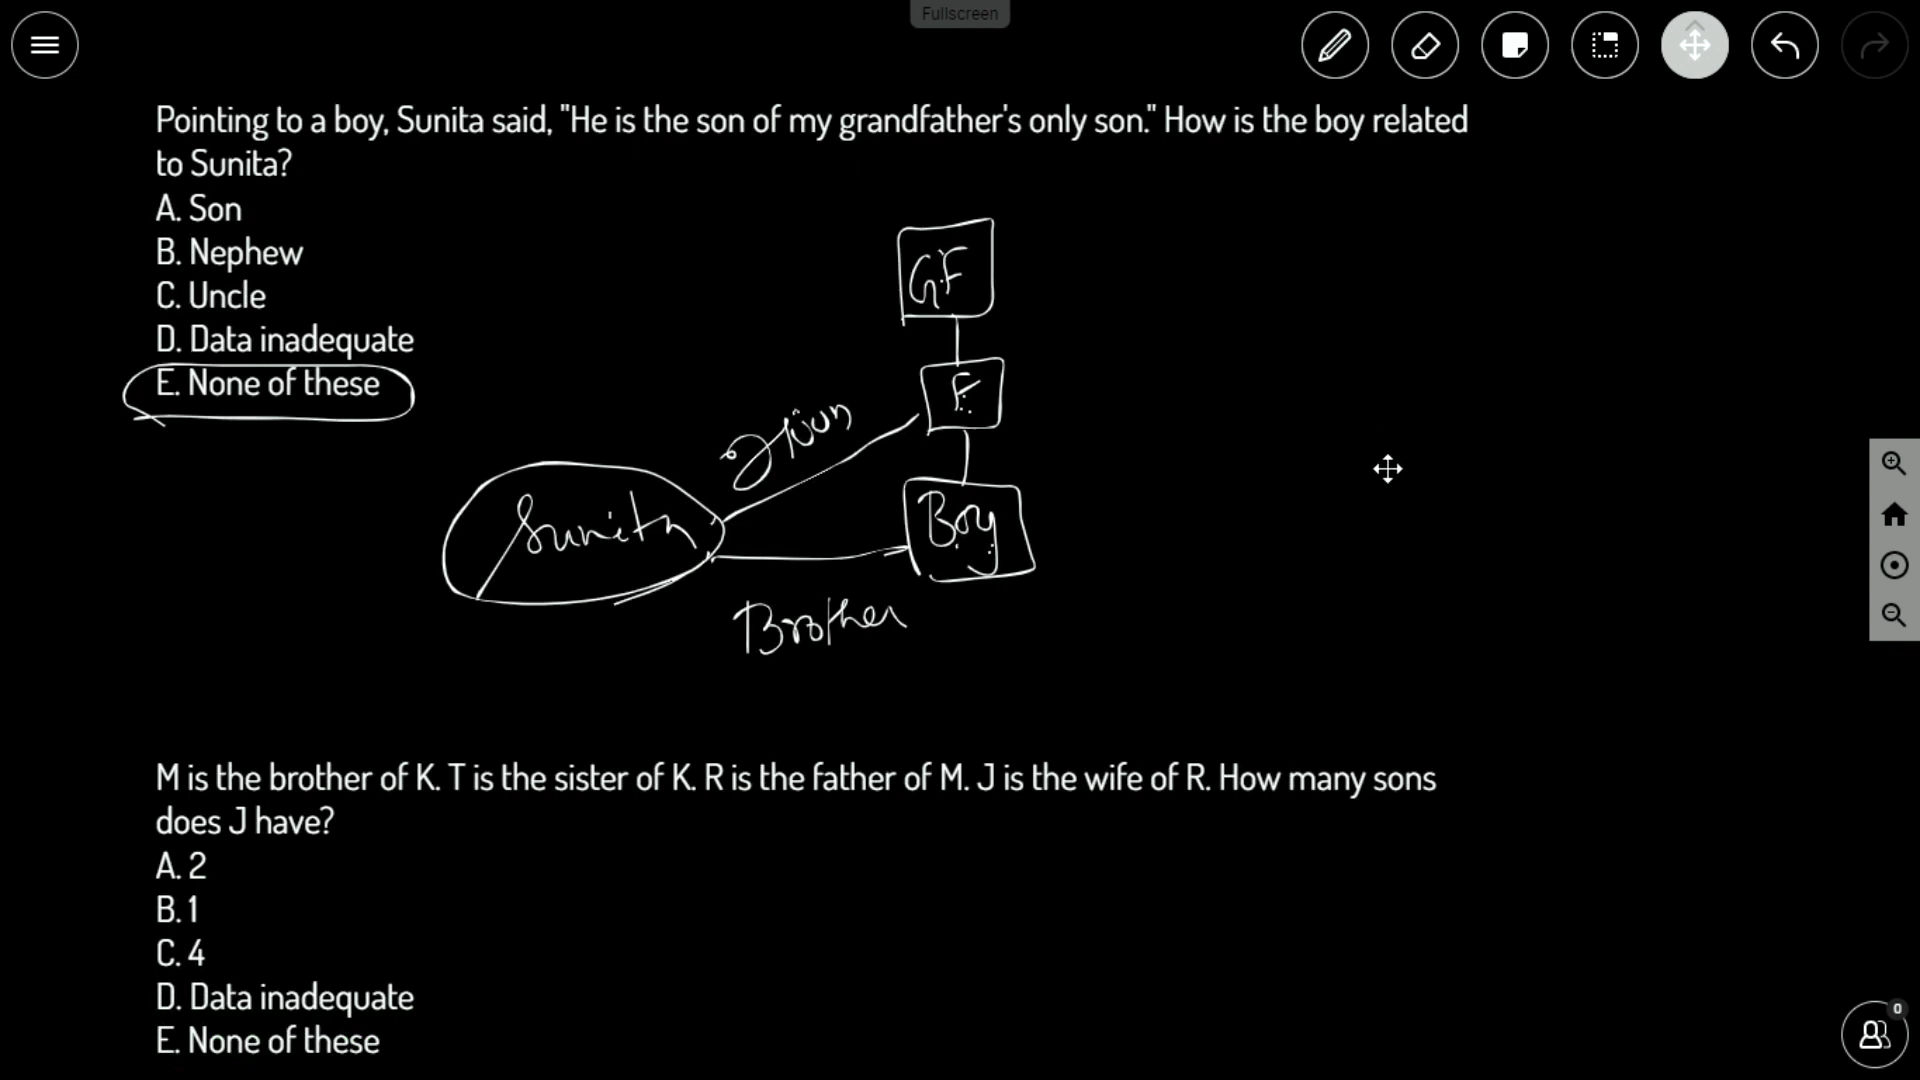 Fullscreen
Pointing to a boy, Sunita said, "He is the son of my grandfather's only son." How is the boy related
to Sunita?
A. Son
B. Nephew
C. Uncle
D. Data inadequate
E. None of these
GF
F
Sunita
Boy
Brother
M is the brother of K. T is the sister of K. R is the father of M. J is the wife of R. How many sons
does J have?
A. 2
B. 1
C. 4
D. Data inadequate
E. None of these
0